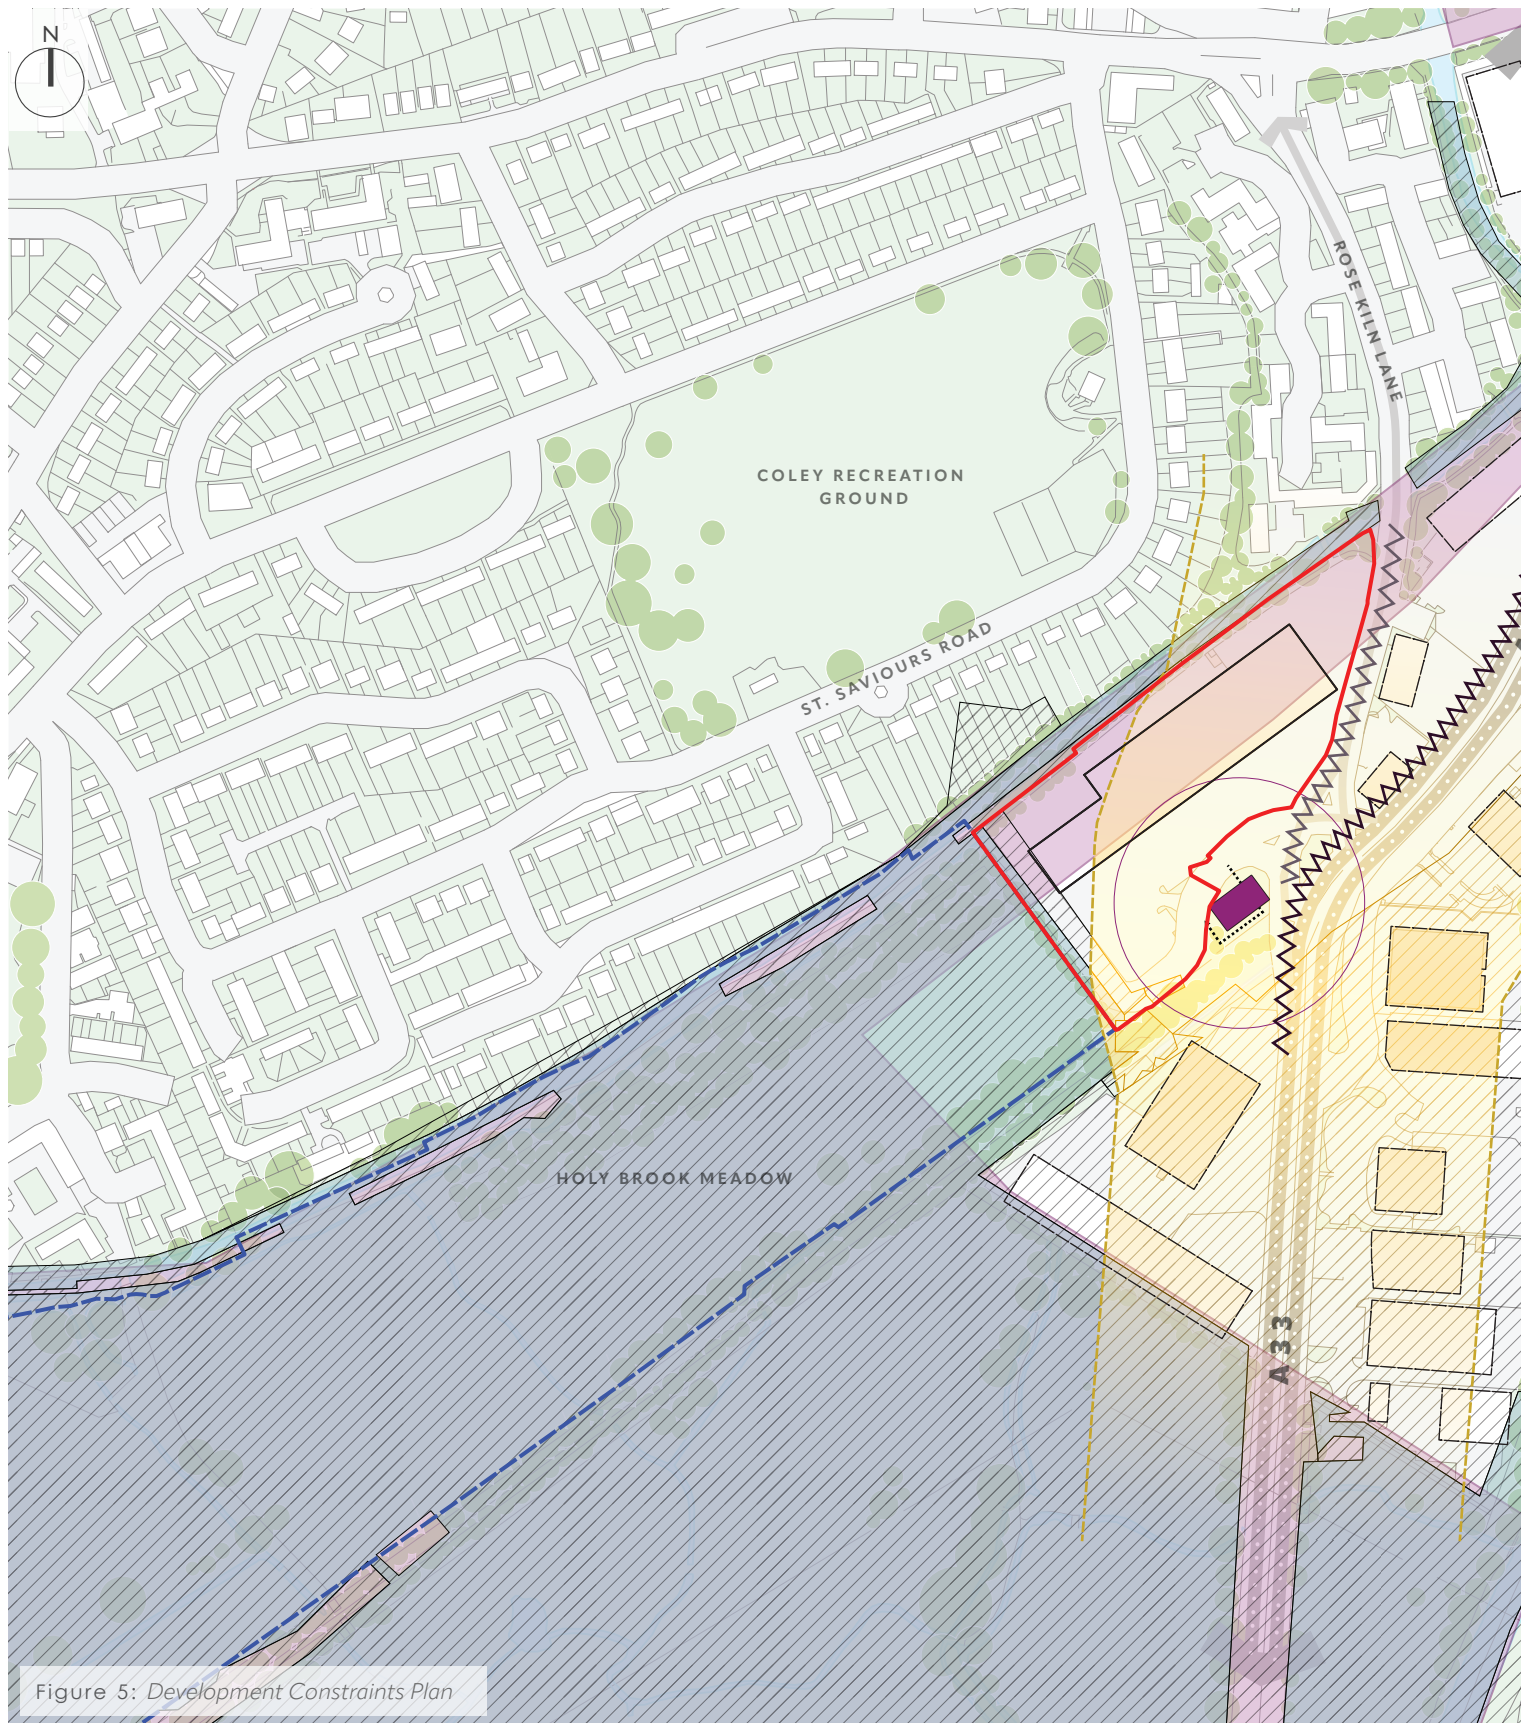 N
ROSE KILN LANE
COLEY RECREATION
GROUND
ST. SAVIOURS ROAD
HOLY BROOK MEADOW
A33
Figure 5: Development Constraints Plan